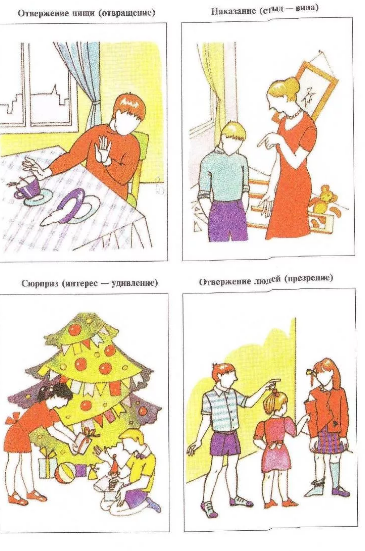 Отвержение пищи (отвращение)
Наказание (стыд — вина)
Сюрприз (интерес — удивление)
Отвержение людей (презрение)